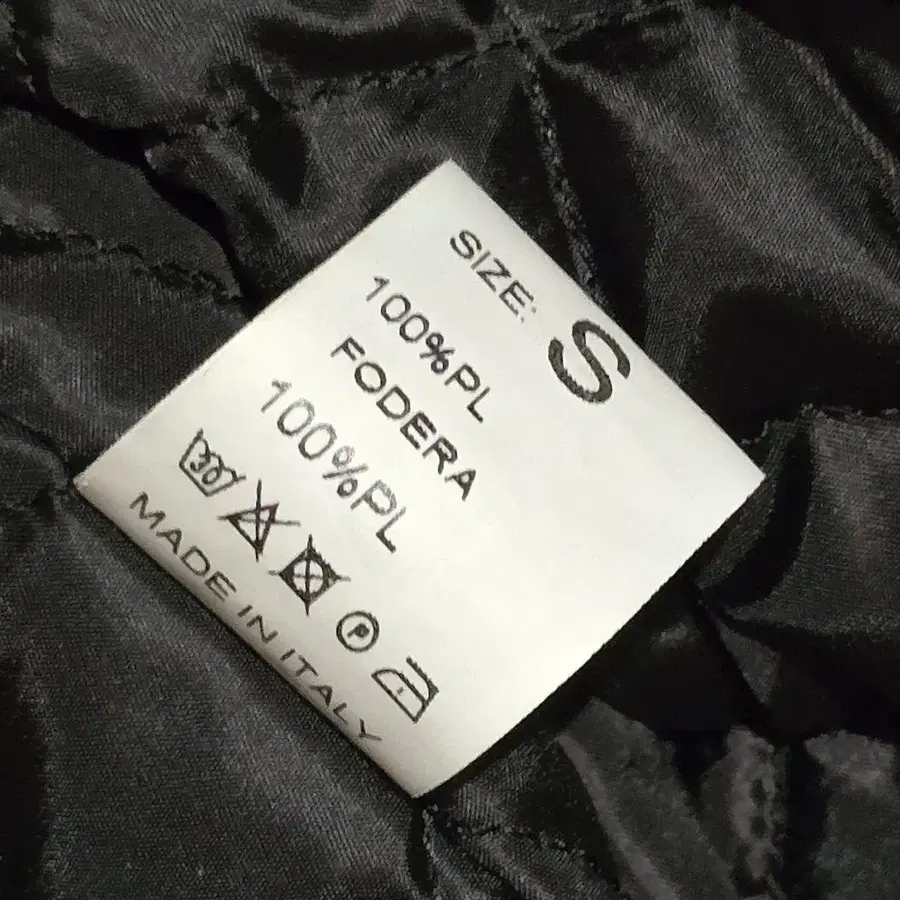 SIZE: S
100%PL
FODERA
100%PL
P
MADE IN ITALY